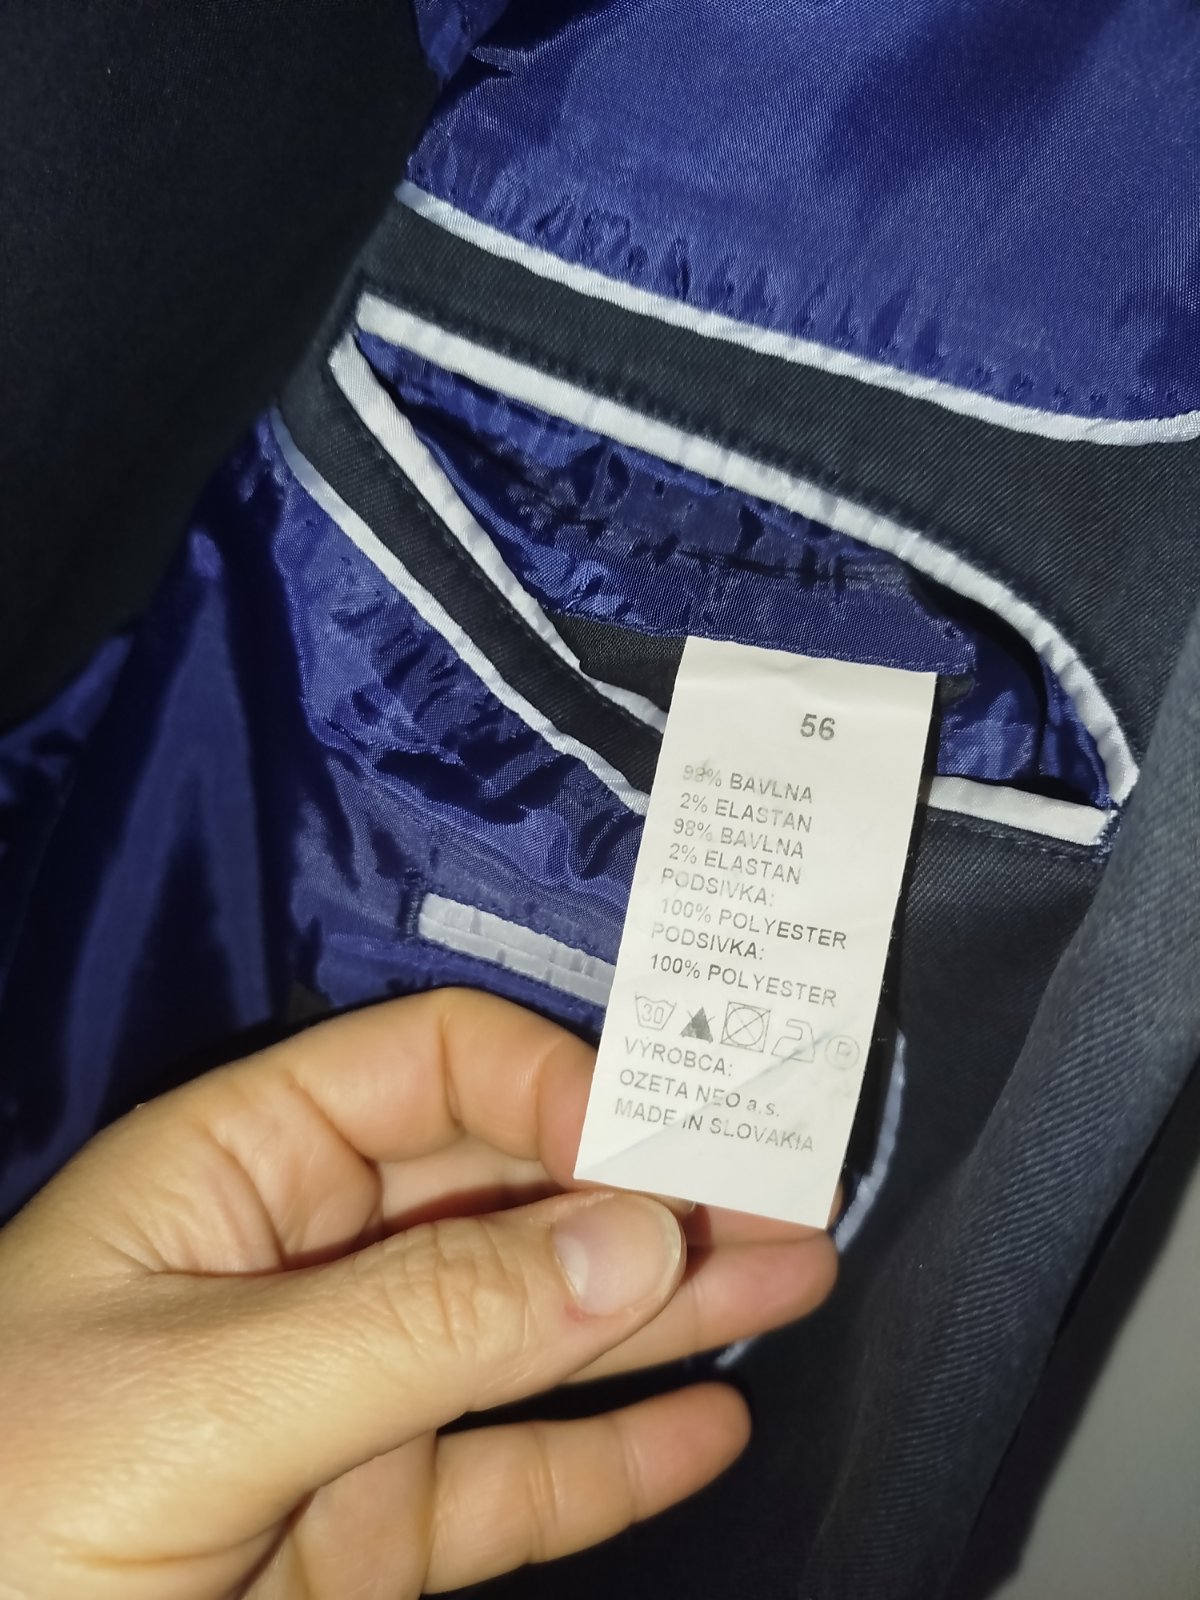 56
98% BAVLNA
2% ELASTAN
98% BAVLNA
2% ELASTAN
PODSIVKA:
100% POLYESTER
PODSIVKA:
100% POLYESTER
30 P
VÝROBCA:
OZETA NEO a.s.
MADE IN SLOVAKIA